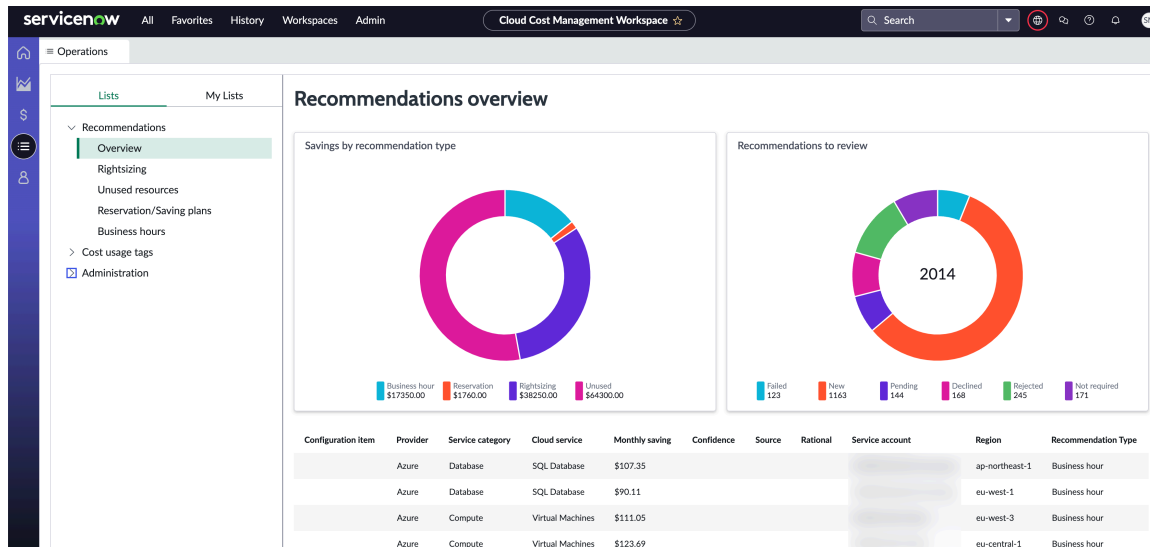 servicenow All Favorites History Workspaces Admin Cloud Cost Management Workspace Search
Operations
Lists My Lists
Recommendations
Overview
Rightsizing
Unused resources
Reservation/Saving plans
Business hours
Cost usage tags
Administration
Recommendations overview
Savings by recommendation type
Business hour Reservation Rightsizing Unused
$17350.00 $1760.00 $38250.00 $64300.00
Recommendations to review
2014
Failed New Pending Declined Rejected Not required
123 1163 144 168 245 171
Configuration item Provider Service category Cloud service Monthly saving Confidence Source Rational Service account Region Recommendation Type
Azure Database SQL Database $107.35 ap-northeast-1 Business hour
Azure Database SQL Database $90.11 eu-west-1 Business hour
Azure Compute Virtual Machines $111.05 eu-west-3 Business hour
Azure Compute Virtual Machines $123.69 eu-central-1 Business hour